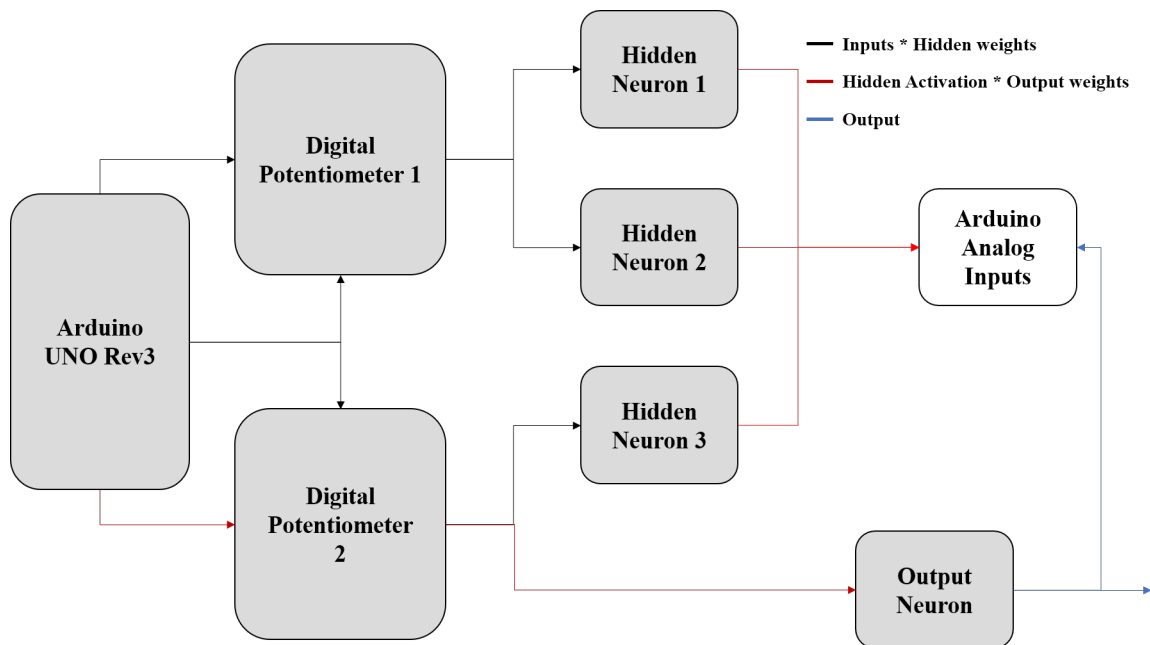 Hidden
Neuron 1
Inputs * Hidden weights
Hidden Activation * Output weights
Output
Digital
Potentiometer 1
Hidden
Neuron 2
Arduino
Analog
Inputs
Arduino
UNO Rev3
Hidden
Neuron 3
Digital
Potentiometer
2
Output
Neuron